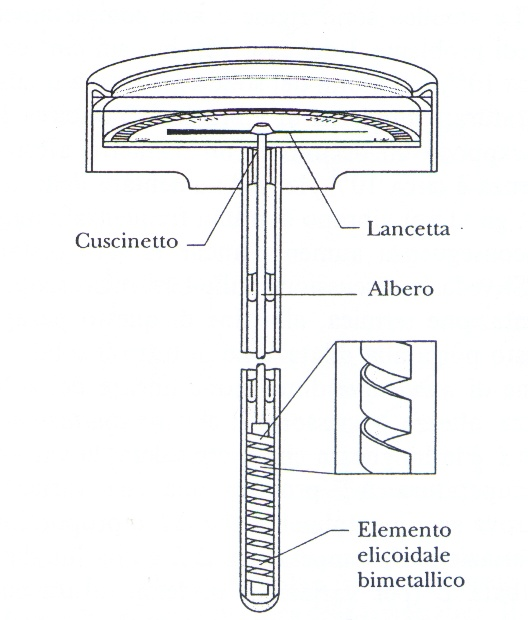 Cuscinetto
Lancetta
Albero
Elemento
elicoidale
bimetallico